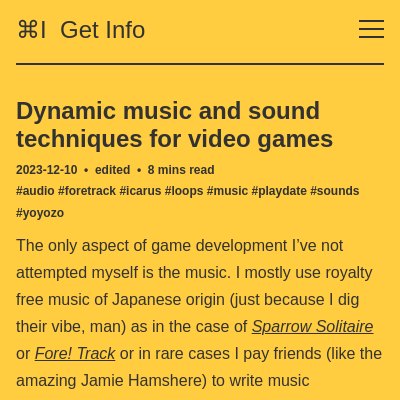 ⌘I Get Info
Dynamic music and sound
techniques for video games
2023-12-10 • edited • 8 mins read
#audio #foretrack #icarus #loops #music #playdate #sounds
#yoyozo
The only aspect of game development I’ve not
attempted myself is the music. I mostly use royalty
free music of Japanese origin (just because I dig
their vibe, man) as in the case of Sparrow Solitaire
or Fore! Track or in rare cases I pay friends (like the
amazing Jamie Hamshere) to write music